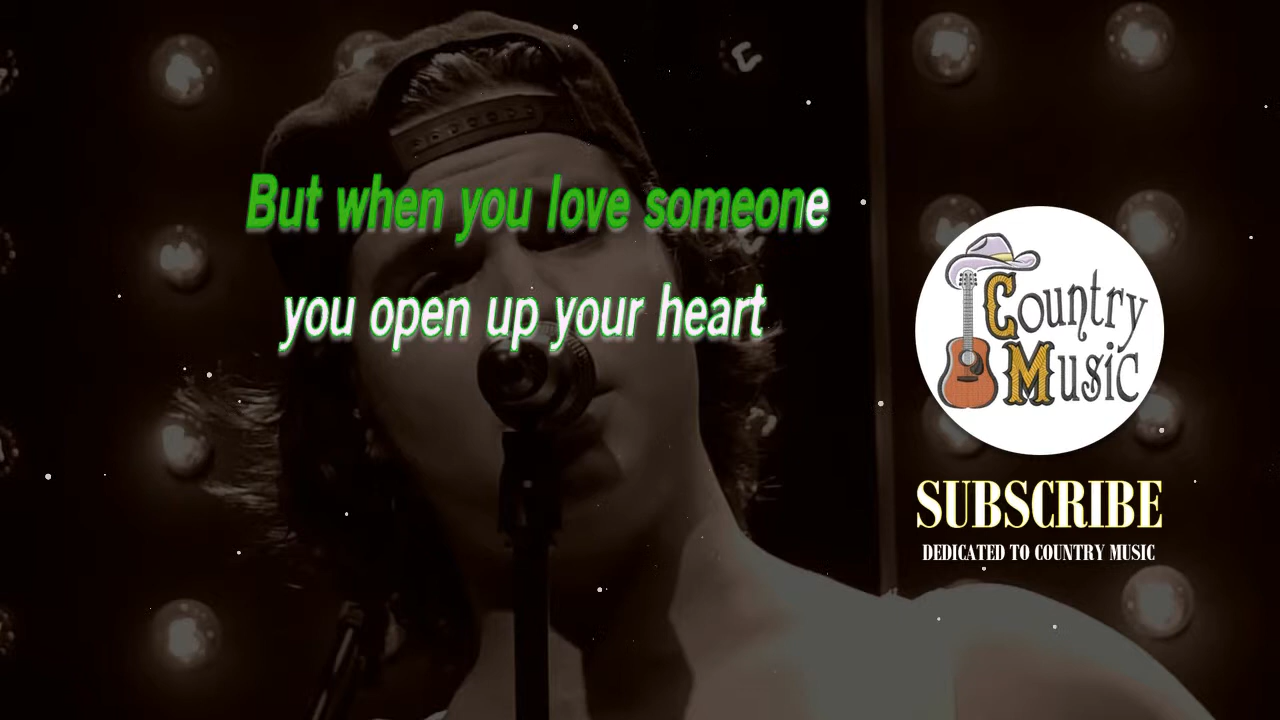 But when you love someone
you open up your heart
Country
Music
SUBSCRIBE
DEDICATED TO COUNTRY MUSIC